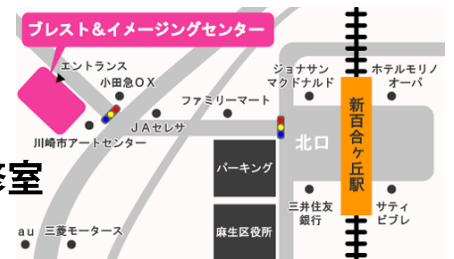 ブレスト&イメージングセンター
エントランス
小田急OX
ジョナサン
マクドナルド
ホテルモリノ
オーパ
ファミリーマート
JAセレサ
川崎市アートセンター
北口
新百合ヶ丘駅
パーキング
室
三井住友
銀行
サティ
ビブレ
au
三菱モータース
麻生区役所